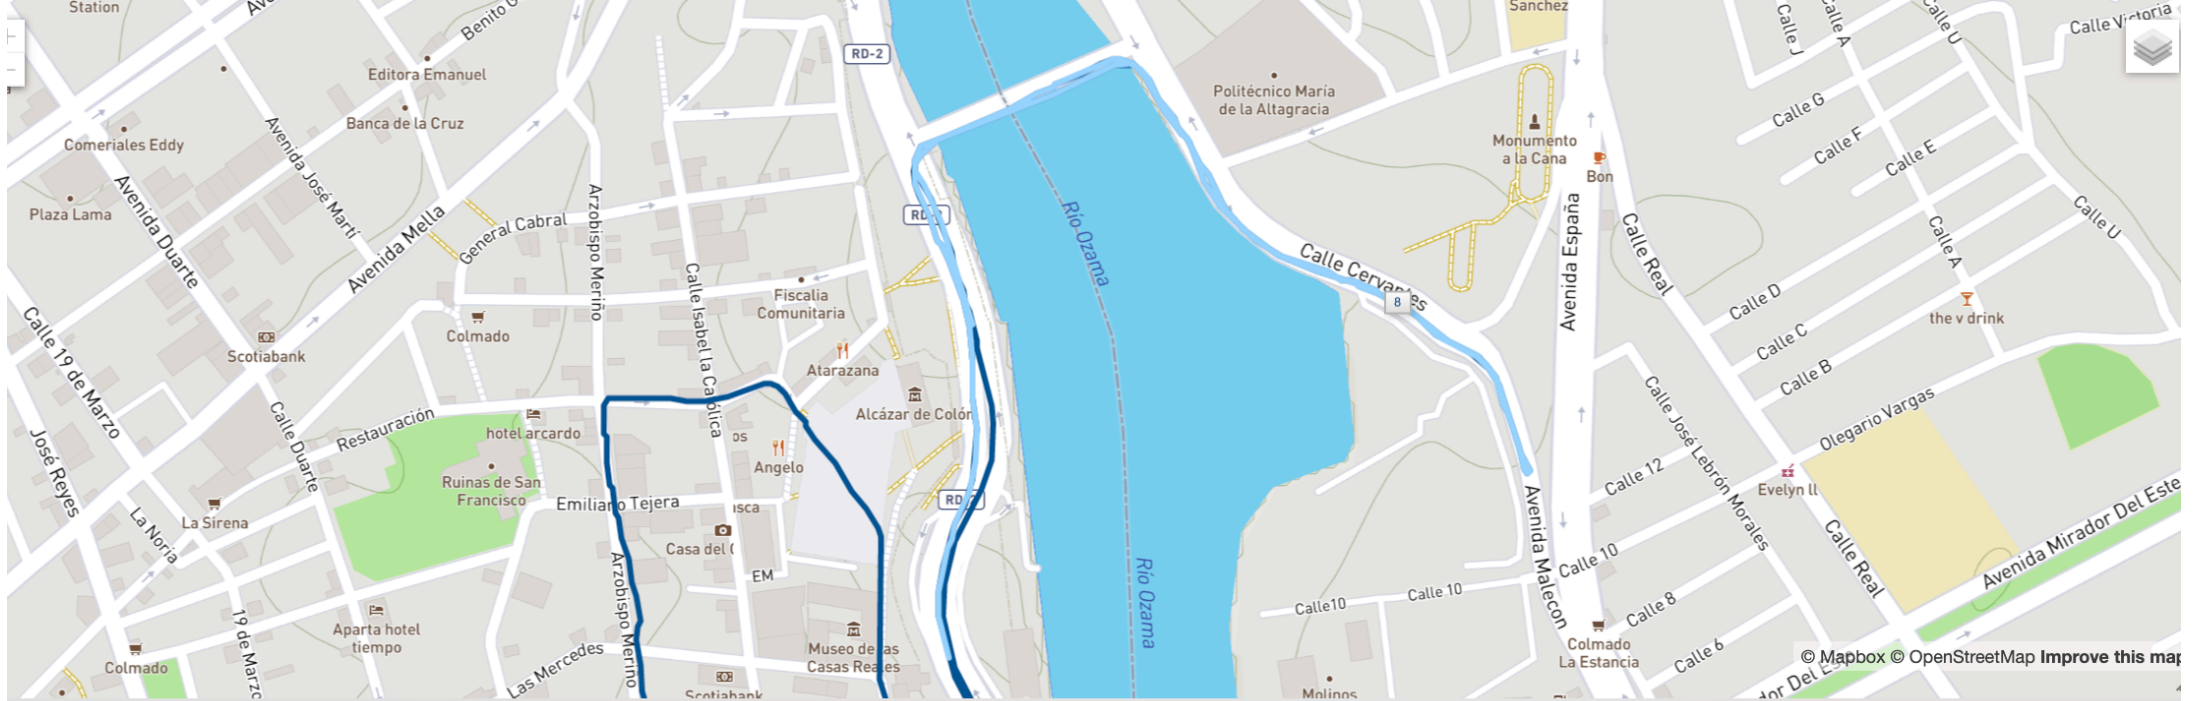 Station
Benito G
RD-2
Sanchez
Calle J
Calle A
Calle U
Calle Victoria
Editora Emanuel
Banca de la Cruz
Comeriales Eddy
Avenida José Martí
Politécnico María
de la Altagracia
Calle G
Calle F
Calle E
Monumento
a la Cana
Bon
Plaza Lama
Avenida Duarte
Avenida Mella
General Cabral
Arzobispo Meriño
Río Ozama
Avenida España
Calle Real
Calle A
Calle U
Calle Cervantes
8
Calle Isabel la Católica
Fiscalia
Comunitaria
Calle D
the v drink
Calle C
Calle B
Calle 19 de Marzo
Scotiabank
Colmado
Atarazana
Alcázar de Colón
Restauración
hotel arcardo
Calle Duarte
José Reyes
Ruinas de San
Francisco
Angelo
RD-2
Emiliano Tejera
Casa del C
La Sirena
La Noria
Calle José Lebrón Morales
Olegario Vargas
Calle 12
Evelyn ll
Avenida Malecon
Calle 10
Calle Real
Avenida Mirador Del Este
EM
Arzobispo Merino
Río Ozama
Calle10
Calle 10
Calle 8
Aparta hotel
tiempo
19 de Marzo
Colmado
Las Mercedes
Museo de las
Casas Reales
Scotiabank
Molinos
Colmado
La Estancia
Calle 6
© Mapbox © OpenStreetMap Improve this map
dor Del Es